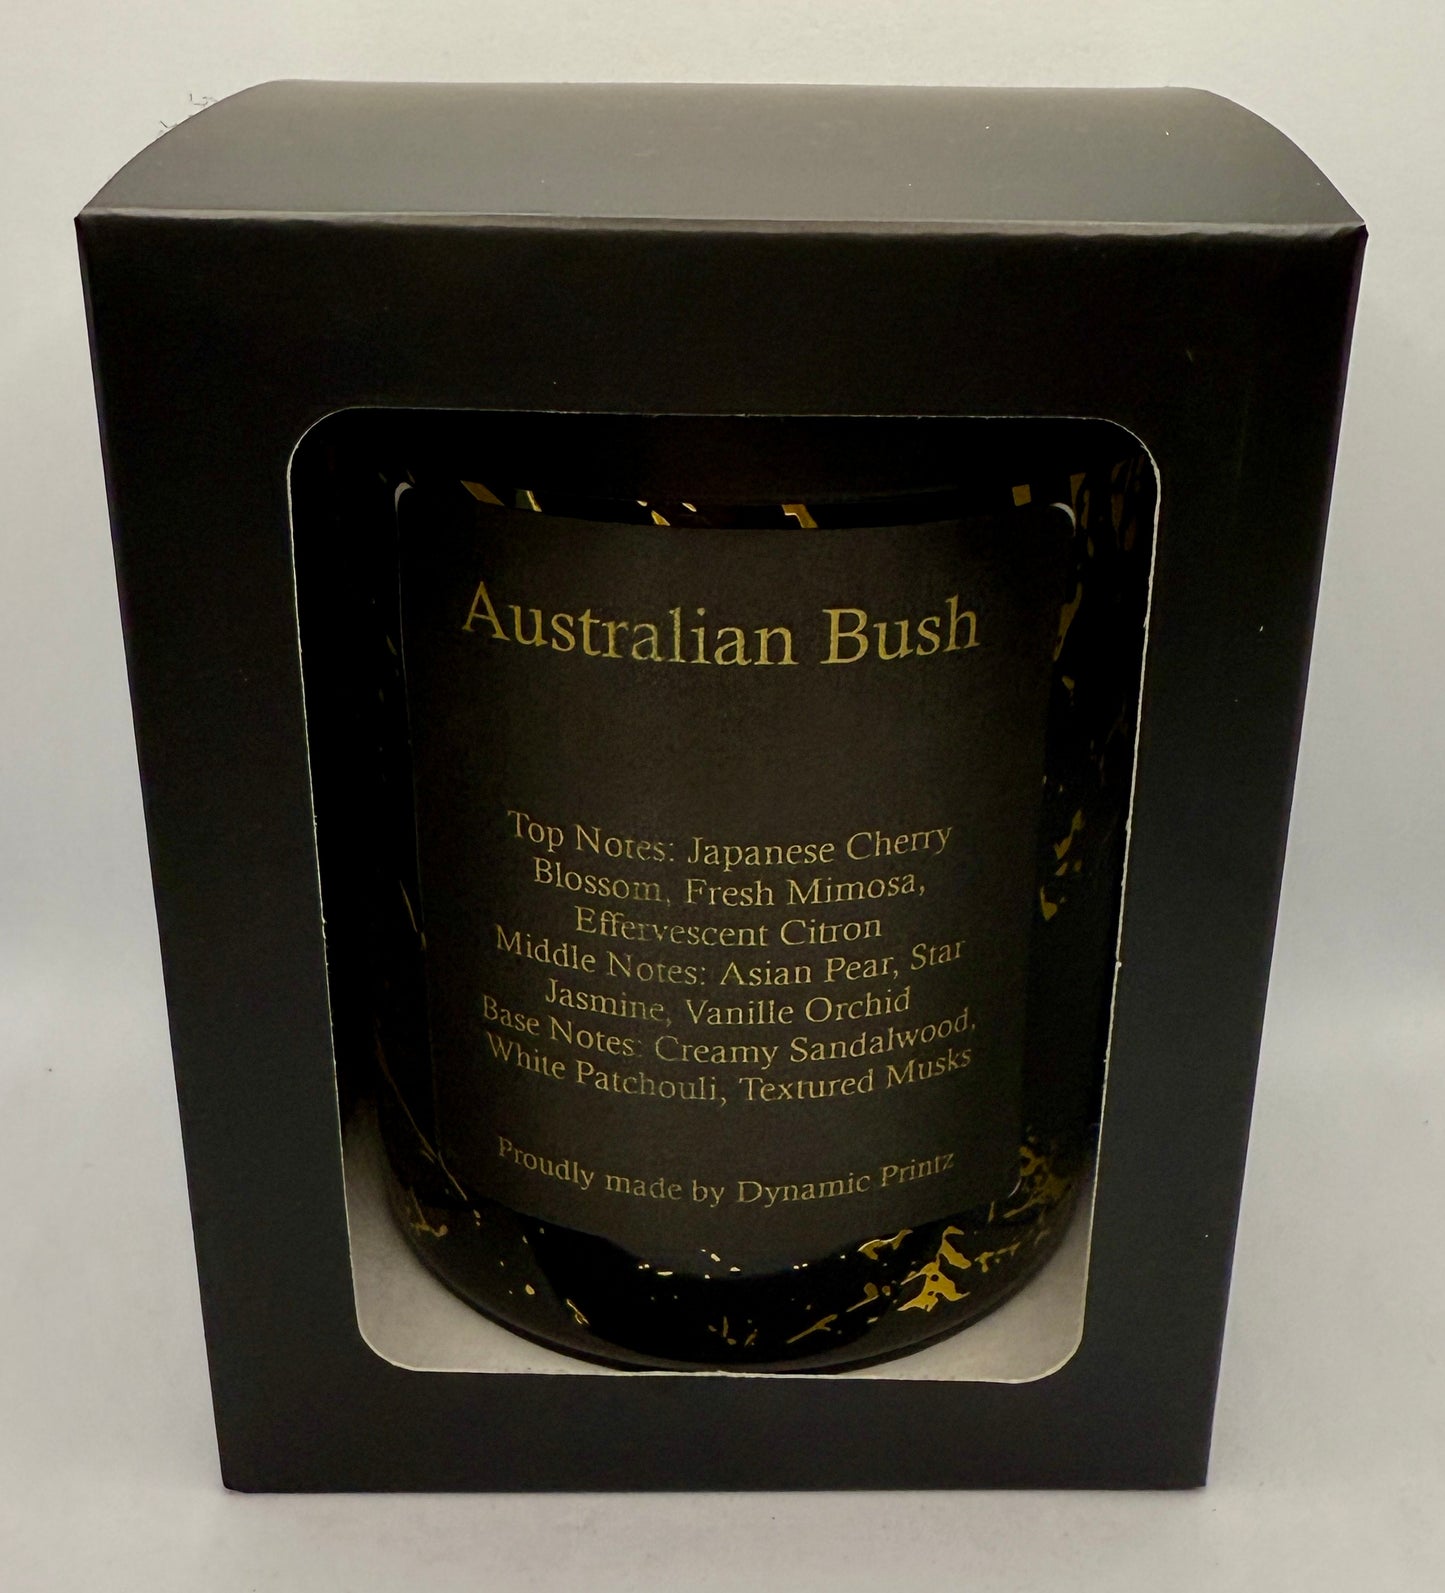 Australian Bush
Top Notes: Japanese Cherry
Blossom, Fresh Mimosa,
Effervescent Citron
Middle Notes: Asian Pear, Star
Jasmine, Vanille Orchid
Base Notes: Creamy Sandalwood,
White Patchouli, Textured Musks
Proudly made by Dynamic Printz